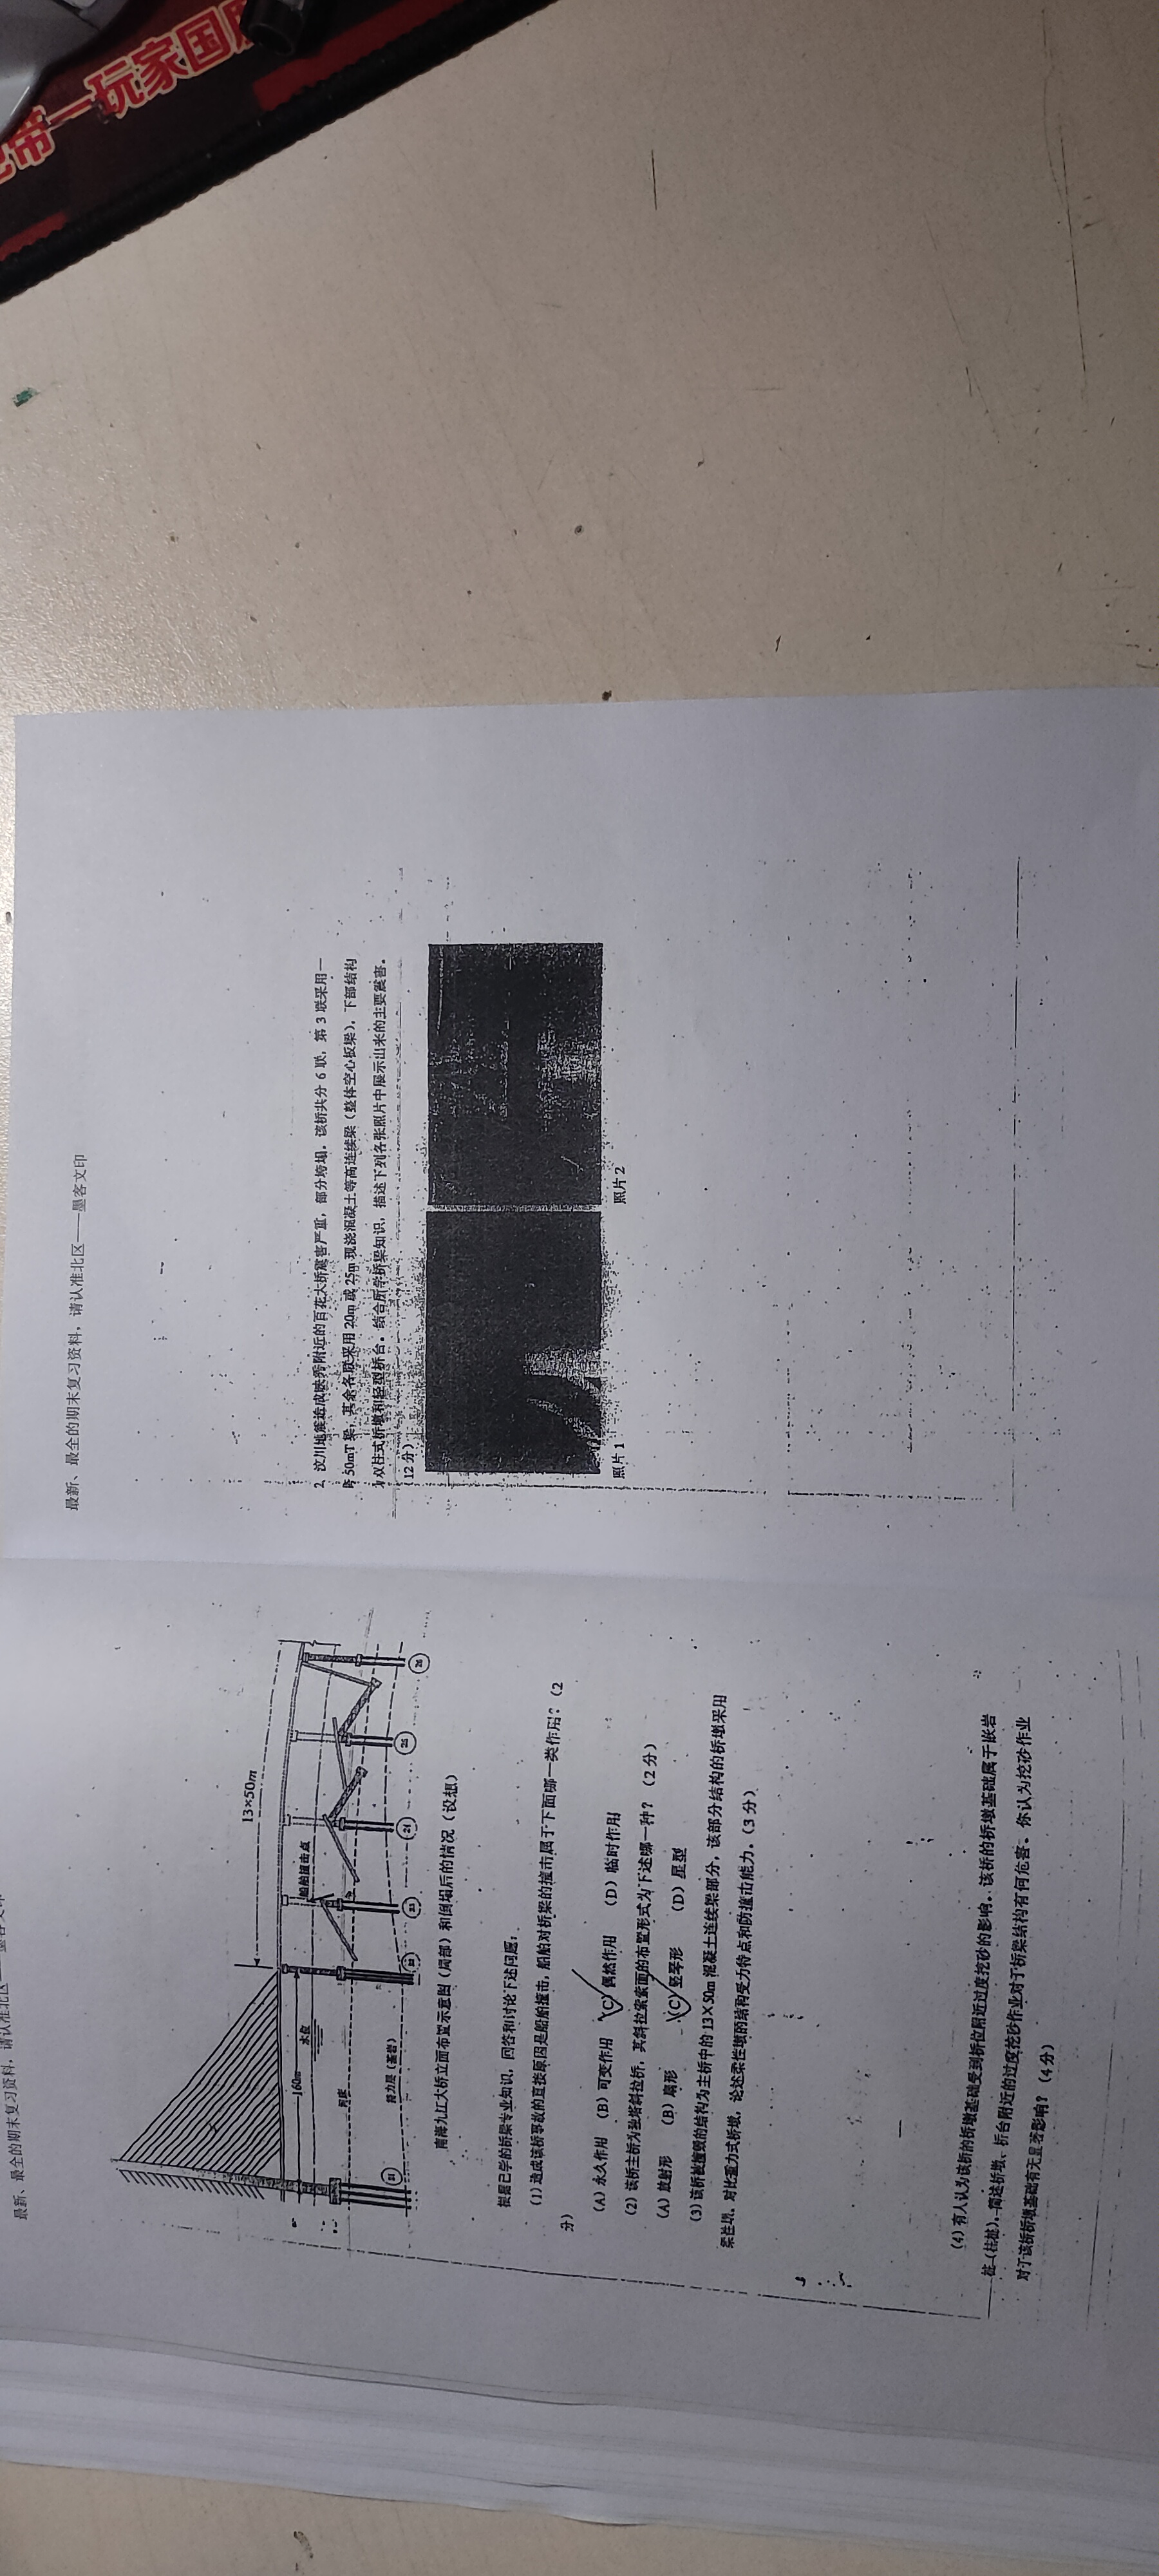 带一玩家国度
最新、最全的期末复习资料，请认准北区——墨客文印
13×50m
船舶撞击点
水位
160m
河床
持力层（基岩）
21
22
23
24
25
26
南海九江大桥立面布置示意图（局部）和倒塌后的情况（设想）
根据已学的桥梁专业知识，回答和讨论下述问题：
（1）造成该桥事故的直接原因是船舶撞击，船舶对桥梁的撞击属于下面哪一类作用？（2
分）
（A）永久作用 （B）可变作用 （C）偶然作用 （D）临时作用
（2）该桥主桥为独塔斜拉桥，其斜拉索索面的布置形式为下述哪一种？（2 分）
（A）放射形 （B）扇形 （C）竖琴形 （D）星型
（3）该桥被撞毁的结构为主桥中的 13×50m 混凝土连续梁部分，该部分结构的桥墩采用
柔性墩。对比重力式桥墩，论述柔性墩的结构受力特点和防撞击能力。（3 分）
（4）有人认为该桥的桥墩基础受到桥位附近过度挖砂的影响。该桥的桥墩基础属于嵌岩
桩（柱桩）。简述桥墩、桥台附近的过度挖砂作业对于桥梁结构有何危害。你认为挖砂作业
对于该桥桥墩基础有无显著影响？（4 分）
最新、最全的期末复习资料，请认准北区——墨客文印
2、汶川地震造成映秀附近的百花大桥震害严重，部分垮塌。该桥共分 6 联，第 3 联采用一
跨 50mT 梁，其余各联采用 20m 或 25m 现浇混凝土等高连续梁（整体空心板梁），下部结构
为双柱式桥墩和轻型桥台。结合所学桥梁知识，描述下列各张照片中展示出来的主要震害。
（12 分）
照片 1
照片 2